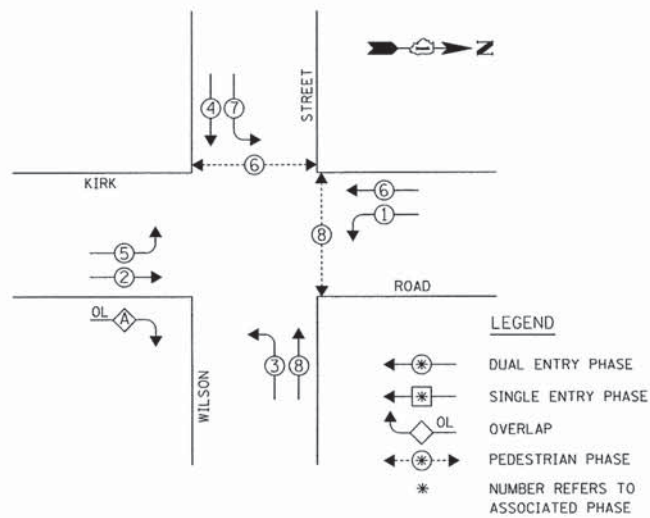 N
STREET
4 7
6
KIRK
6
1
8
5
2
ROAD
OL A
3 8
WILSON
LEGEND
* DUAL ENTRY PHASE
* SINGLE ENTRY PHASE
OL
OVERLAP
* PEDESTRIAN PHASE
* NUMBER REFERS TO
ASSOCIATED PHASE